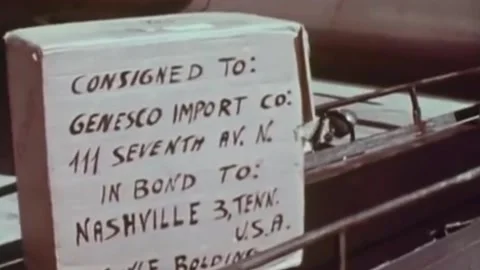 CONSIGNED TO:
GENESCO IMPORT CO:
111 SEVENTH AV. N.
IN BOND TO:
NASHVILLE 3, TENN.
U.S.A.